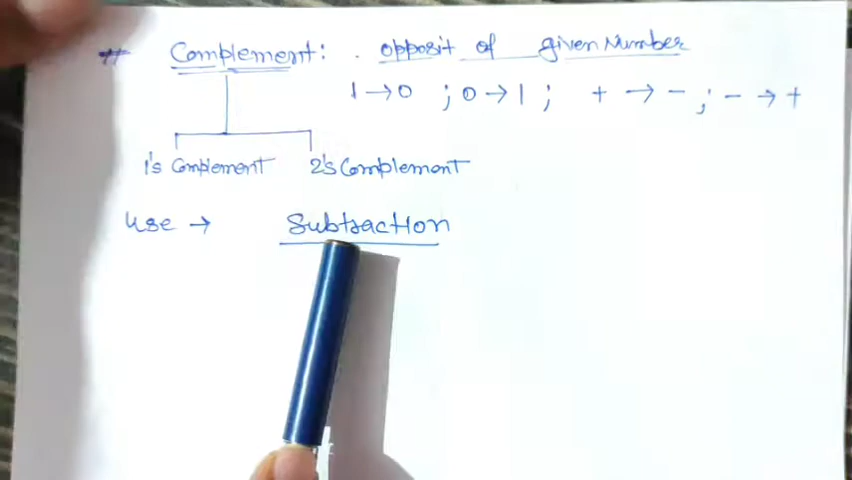 # Complement: . opposit of given Number
1 → 0 ; 0 → 1 ; + → - ; - → +
1's Complement 2's Complement
Use → Subtraction